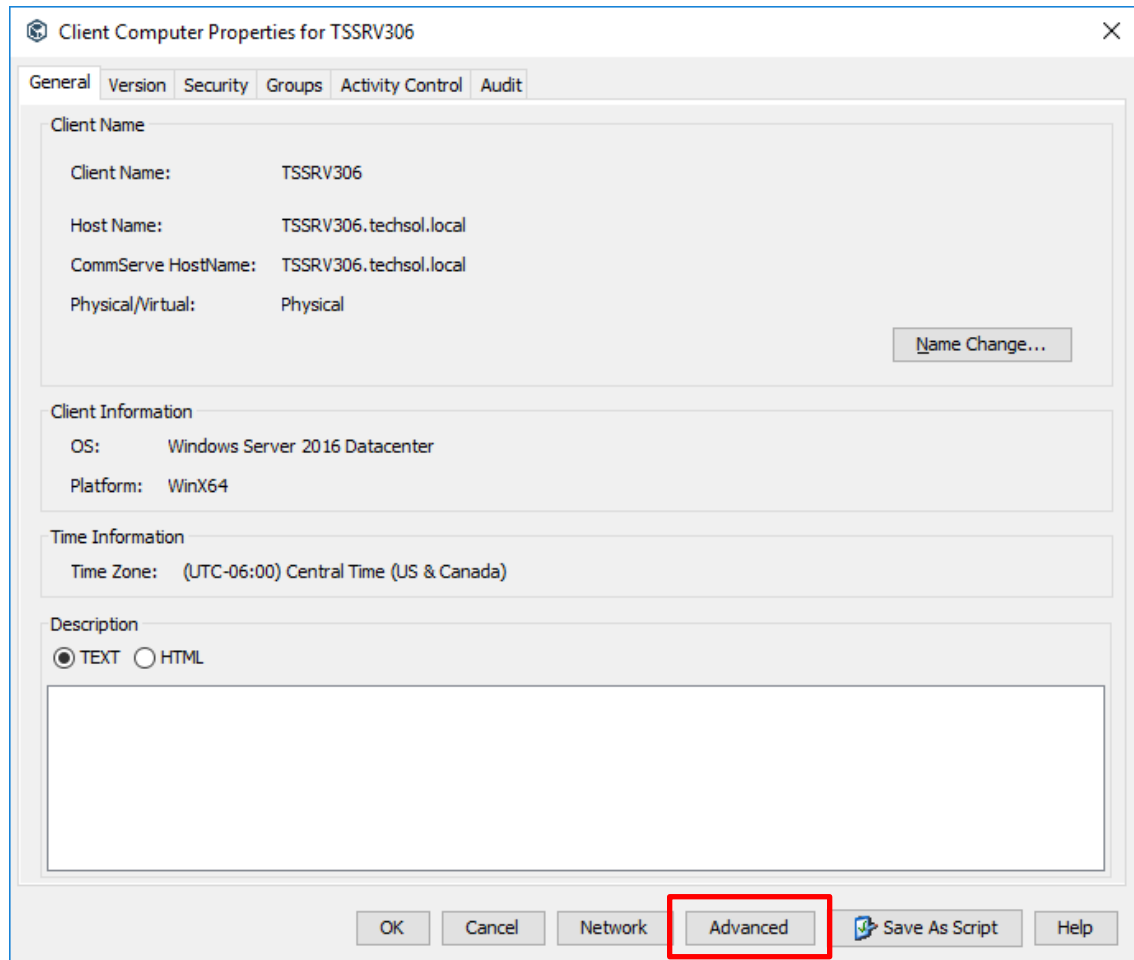 Client Computer Properties for TSSRV306
General Version Security Groups Activity Control Audit
Client Name
Client Name: TSSRV306
Host Name: TSSRV306.techsol.local
CommServe HostName: TSSRV306.techsol.local
Physical/Virtual: Physical
Name Change...
Client Information
OS: Windows Server 2016 Datacenter
Platform: WinX64
Time Information
Time Zone: (UTC-06:00) Central Time (US & Canada)
Description
TEXT HTML
OK Cancel Network Advanced Save As Script Help